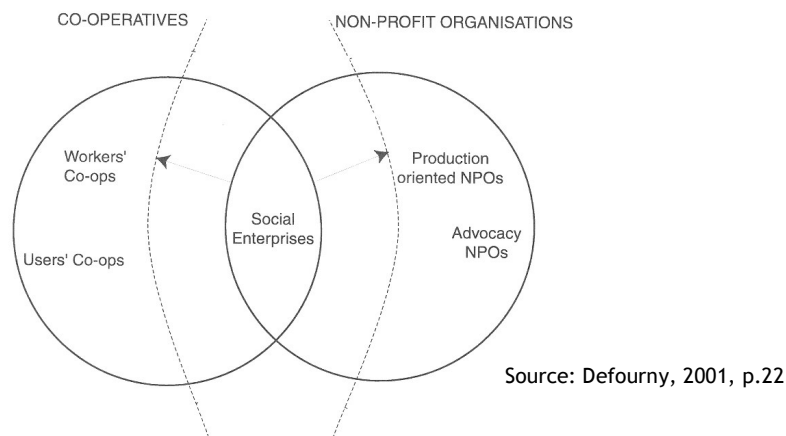 CO-OPERATIVES
NON-PROFIT ORGANISATIONS
Workers'
Co-ops
Users' Co-ops
Social
Enterprises
Production
oriented NPOs
Advocacy
NPOs
Source: Defourny, 2001, p.22